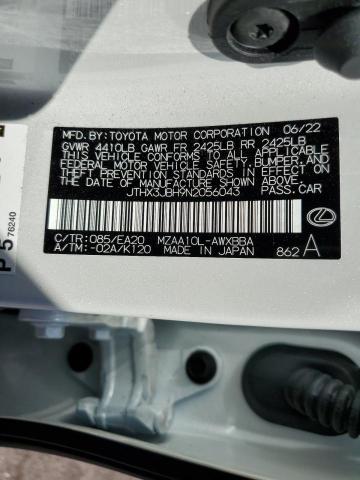 MFD. BY: TOYOTA MOTOR CORPORATION 06/22
GVWR 4410LB GAWR FR 2425LB RR 2425LB
THIS VEHICLE CONFORMS TO ALL APPLICABLE
FEDERAL MOTOR VEHICLE SAFETY, BUMPER, AND
THEFT PREVENTION STANDARDS IN EFFECT ON
THE DATE OF MANUFACTURE SHOWN ABOVE.
JTHX3JBH9N2056043 PASS.CAR
C/TR: 085/EA20 MZAA10L-AWXBBA
A/TM: -02A/K120 MADE IN JAPAN 862 A
P 5 76240